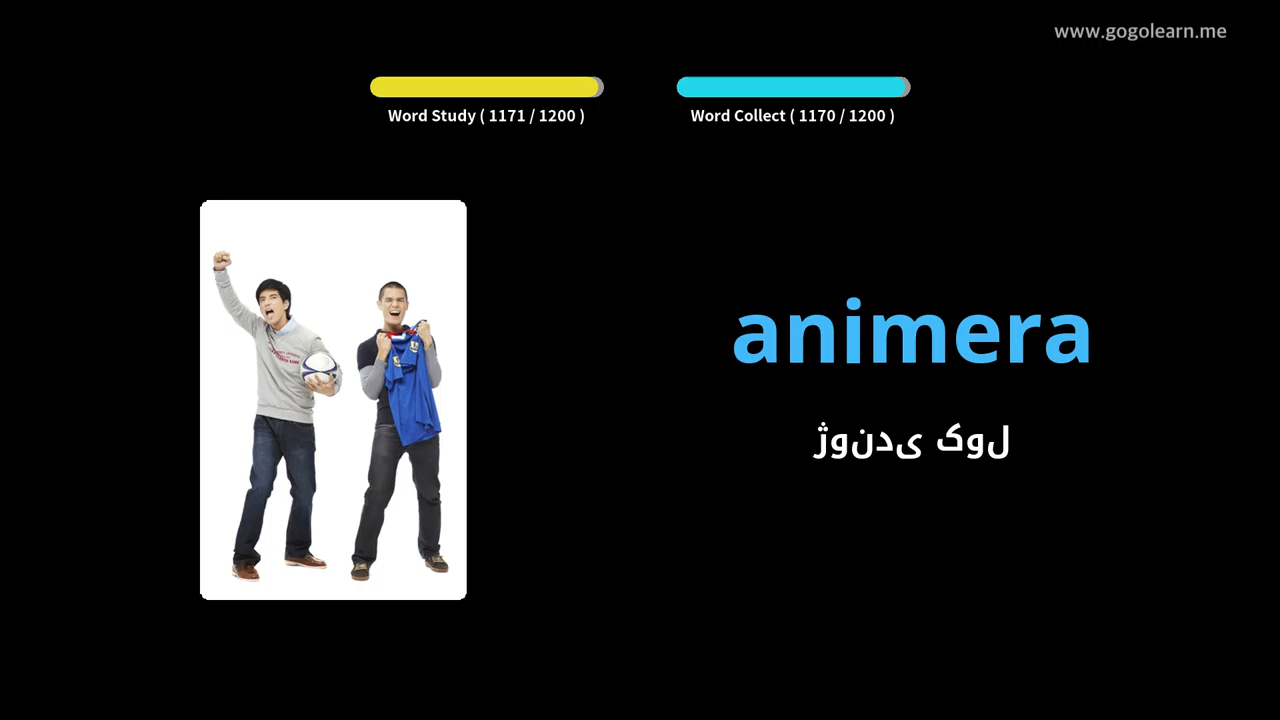 www.gogolearn.me
Word Study ( 1171 / 1200 )
Word Collect ( 1170 / 1200 )
animera
ژوندی کول